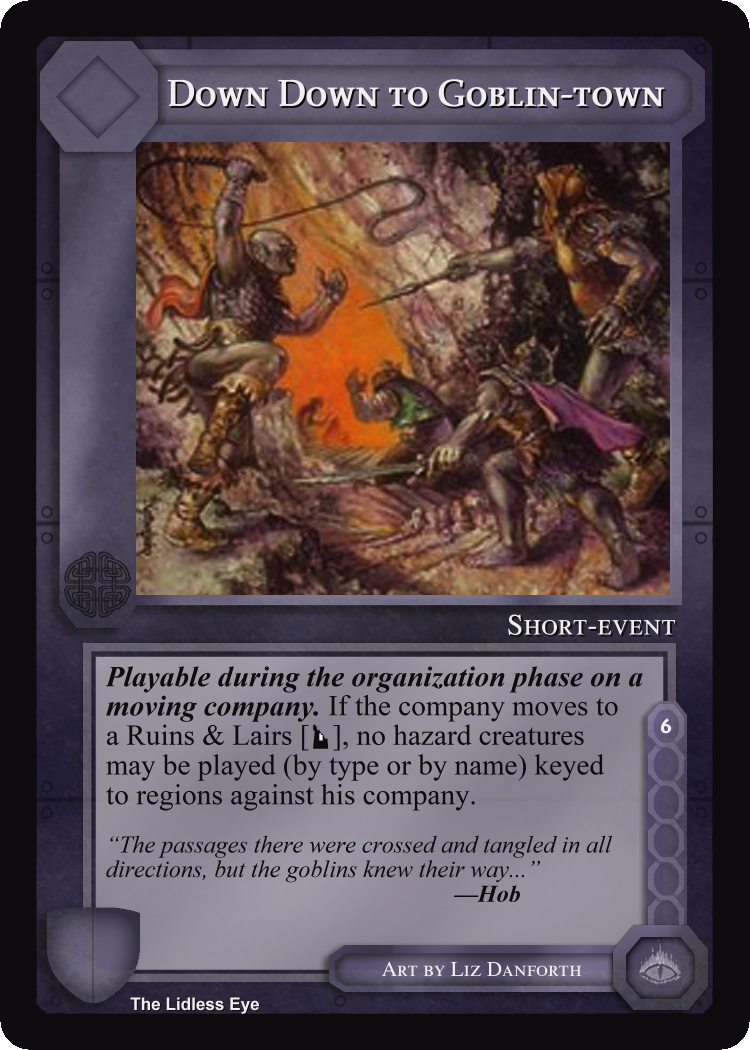 Down Down to Goblin-town
Short-event
Playable during the organization phase on a
moving company. If the company moves to
a Ruins & Lairs [ ], no hazard creatures
may be played (by type or by name) keyed
to regions against his company.
6
“The passages there were crossed and tangled in all
directions, but the goblins knew their way...”
—Hob
Art by Liz Danforth
The Lidless Eye